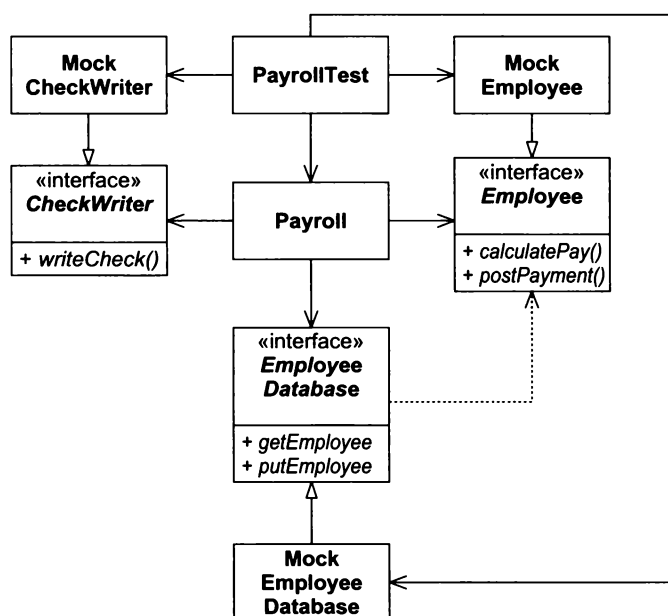 Mock
CheckWriter
PayrollTest
Mock
Employee
«interface»
CheckWriter
+ writeCheck()
Payroll
«interface»
Employee
+ calculatePay()
+ postPayment()
«interface»
Employee
Database
+ getEmployee
+ putEmployee
Mock
Employee
Database